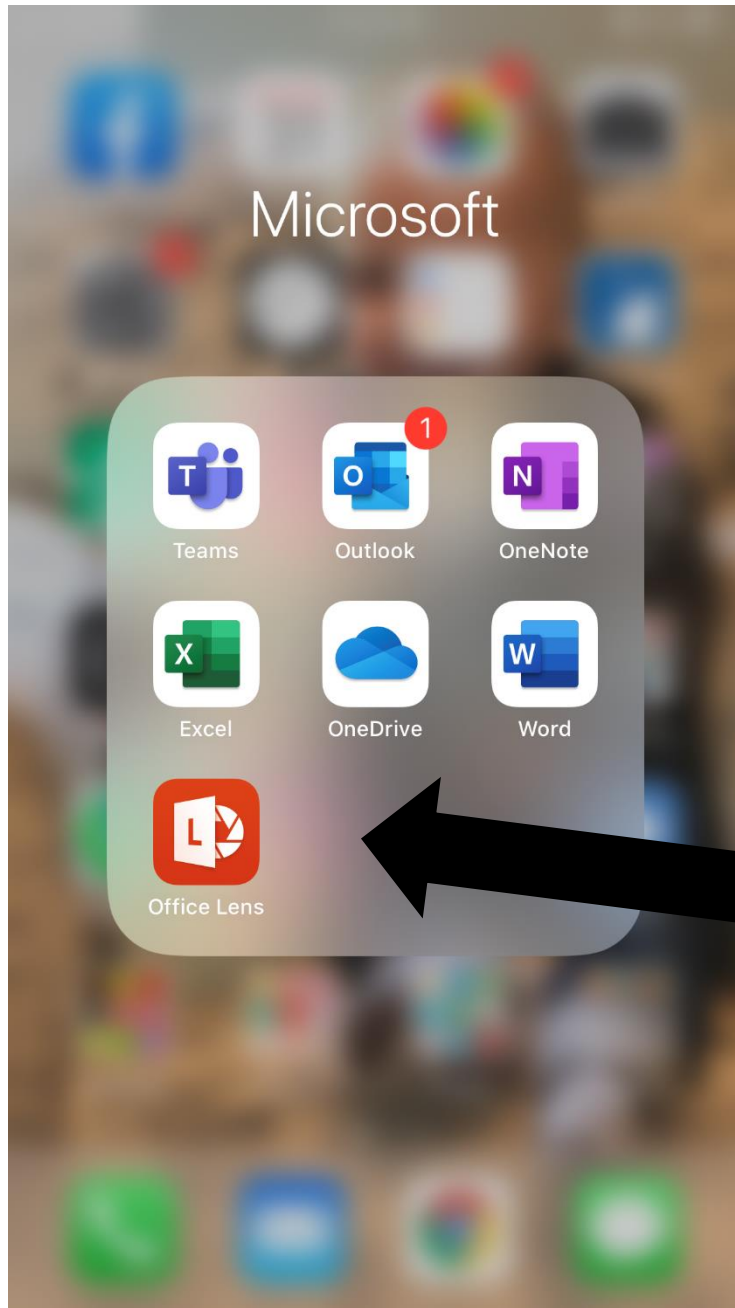 Microsoft
1
T
O
N
Teams
Outlook
OneNote
X
W
Excel
OneDrive
Word
L
Office Lens